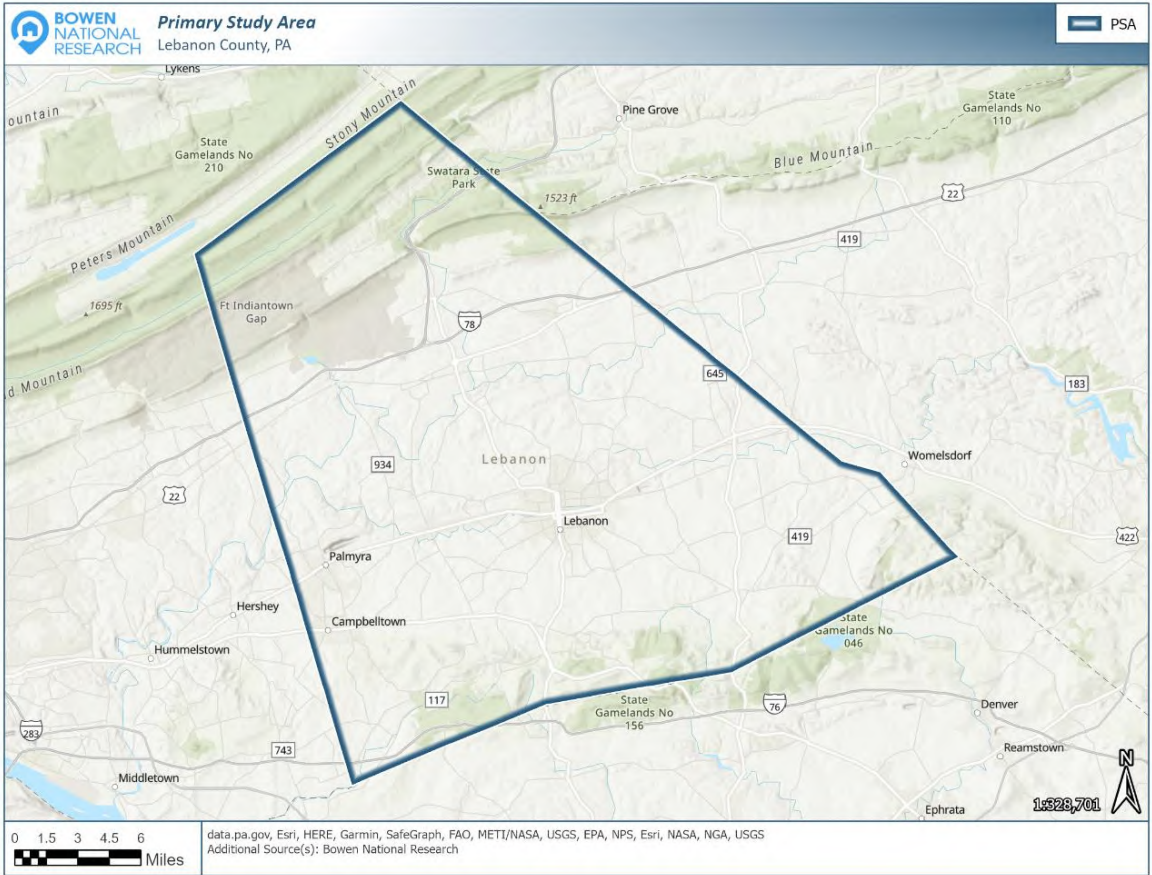 BOWEN
NATIONAL
RESEARCH
Primary Study Area
Lebanon County, PA
PSA
Lykens
ountain
Stony Mountain
State
Gamelands No
210
Pine Grove
State
Gamelands No
110
Blue Mountain
Swatara State
Park
1523 ft
22
419
Peters Mountain
1695 ft
Ft Indiantown
Gap
78
d Mountain
645
183
Lebanon
934
Womelsdorf
22
Lebanon
419
422
Palmyra
Hershey
Campbelltown
Hummelstown
State
Gamelands No
046
117
State
Gamelands No
156
76
Denver
283
743
Reamstown
Middletown
N
1:328,701
Ephrata
0 1.5 3 4.5 6
Miles
data.pa.gov, Esri, HERE, Garmin, SafeGraph, FAO, METI/NASA, USGS, EPA, NPS, Esri, NASA, NGA, USGS
Additional Source(s): Bowen National Research